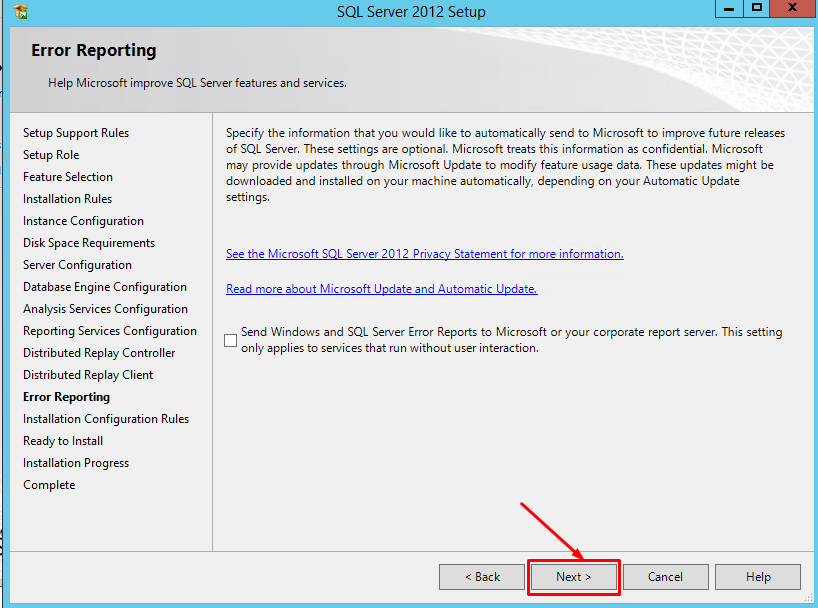 SQL Server 2012 Setup
Error Reporting
Help Microsoft improve SQL Server features and services.
Setup Support Rules
Setup Role
Feature Selection
Installation Rules
Instance Configuration
Disk Space Requirements
Server Configuration
Database Engine Configuration
Analysis Services Configuration
Reporting Services Configuration
Distributed Replay Controller
Distributed Replay Client
Error Reporting
Installation Configuration Rules
Ready to Install
Installation Progress
Complete
Specify the information that you would like to automatically send to Microsoft to improve future releases
of SQL Server. These settings are optional. Microsoft treats this information as confidential. Microsoft
may provide updates through Microsoft Update to modify feature usage data. These updates might be
downloaded and installed on your machine automatically, depending on your Automatic Update
settings.
See the Microsoft SQL Server 2012 Privacy Statement for more information.
Read more about Microsoft Update and Automatic Update.
Send Windows and SQL Server Error Reports to Microsoft or your corporate report server. This setting
only applies to services that run without user interaction.
< Back
Next >
Cancel
Help